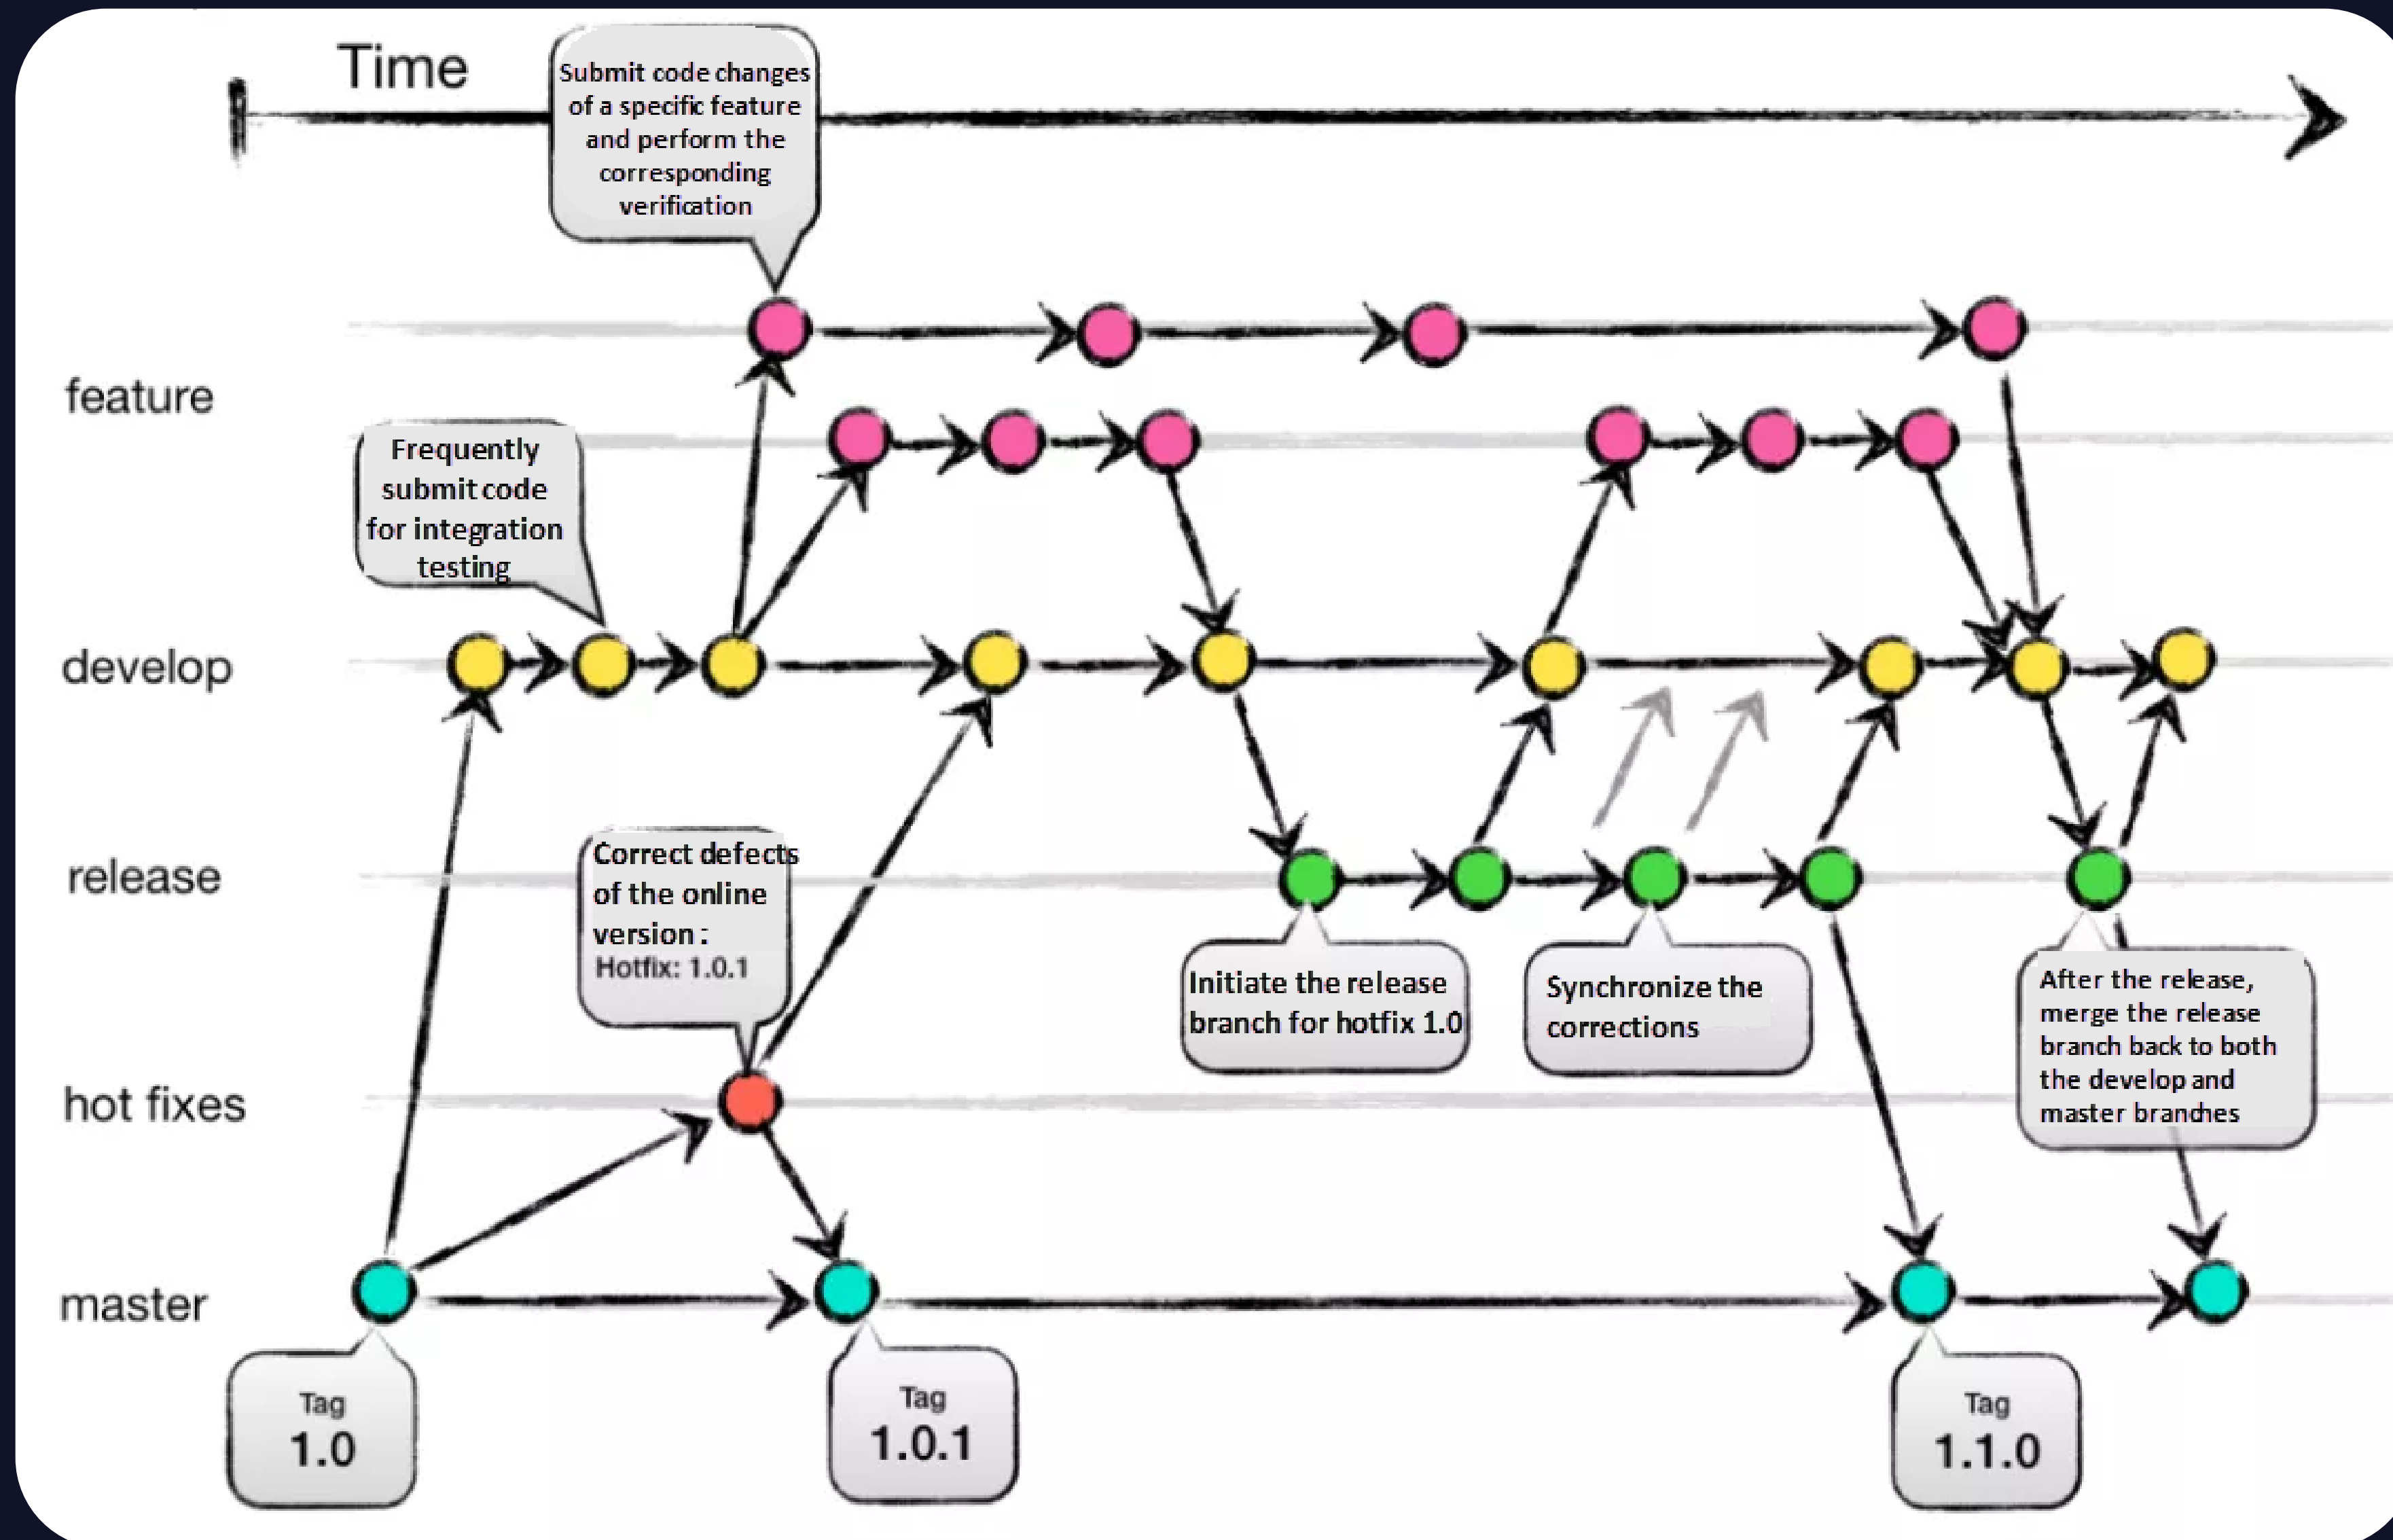 Time
Submit code changes
of a specific feature
and perform the
corresponding
verification
feature
Frequently
submit code
for integration
testing
develop
release
Correct defects
of the online
version :
Hotfix: 1.0.1
Initiate the release
branch for hotfix 1.0
Synchronize the
corrections
After the release,
merge the release
branch back to both
the develop and
master branches
hot fixes
master
Tag
1.0
Tag
1.0.1
Tag
1.1.0